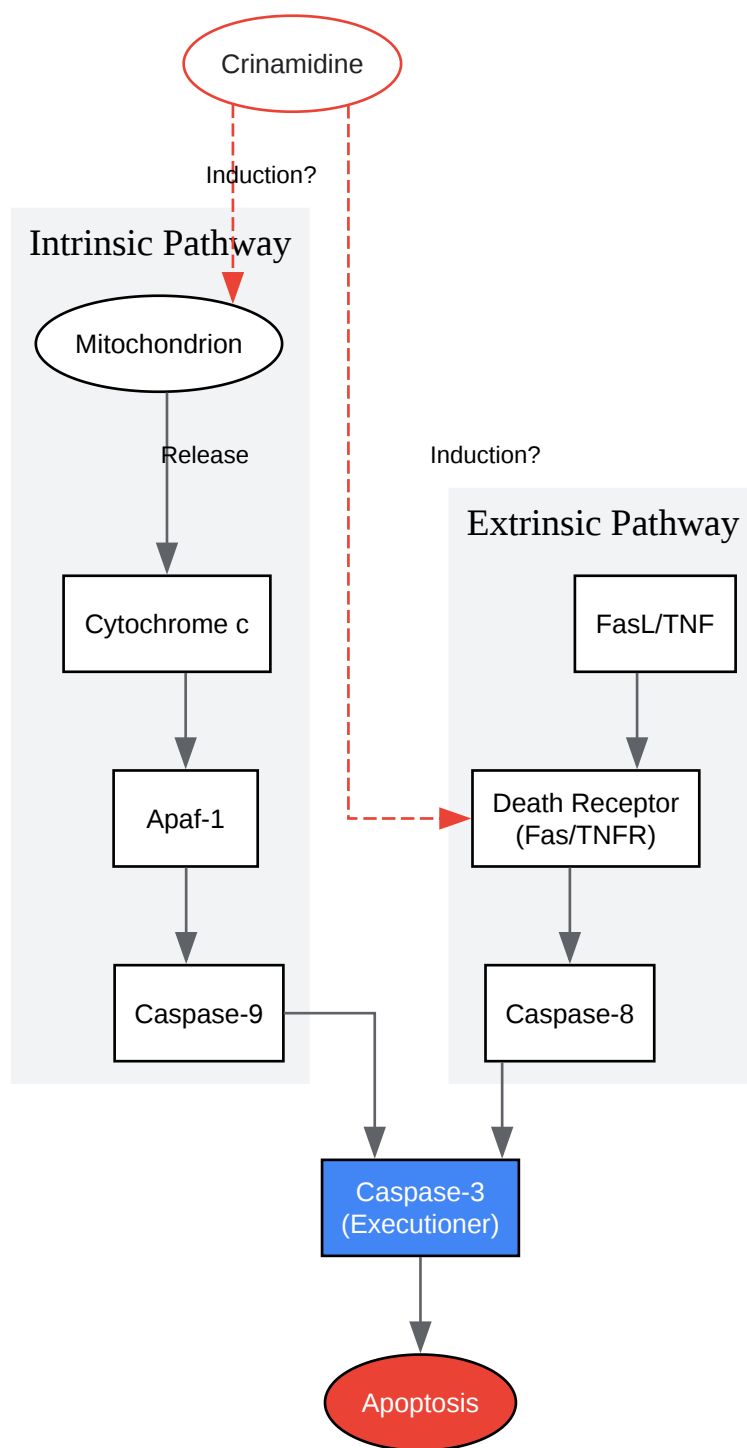 Crinamidine
Induction?
Intrinsic Pathway
Mitochondrion
Release
Induction?
Extrinsic Pathway
Cytochrome c
FasL/TNF
Apaf-1
Death Receptor
(Fas/TNFR)
Caspase-9
Caspase-8
Caspase-3
(Executioner)
Apoptosis